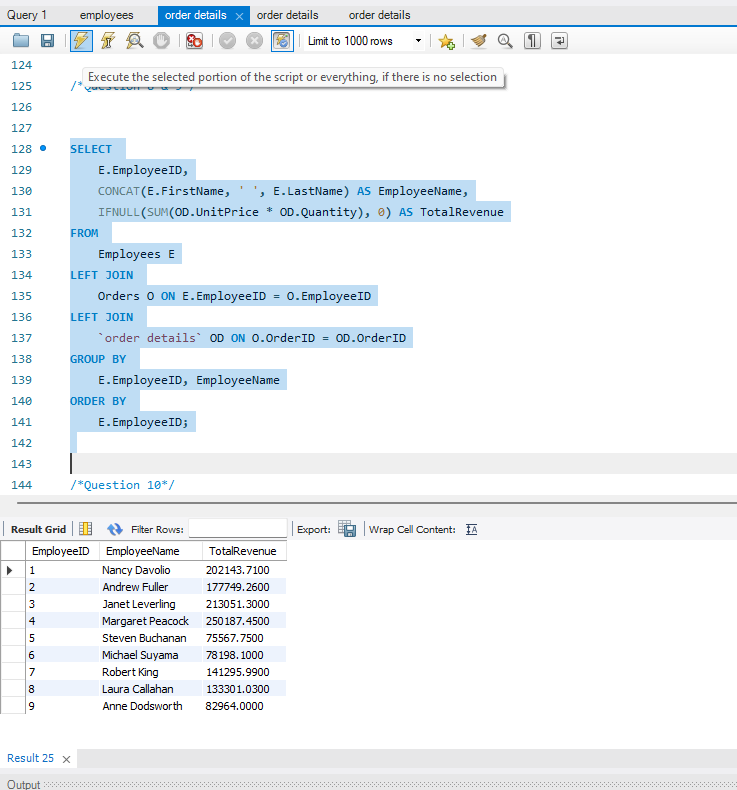 Query 1 employees order details order details order details
Limit to 1000 rows
124
Execute the selected portion of the script or everything, if there is no selection
125 /*Question 8 & 9*/
126
127
128 SELECT
129 E.EmployeeID,
130 CONCAT(E.FirstName, ' ', E.LastName) AS EmployeeName,
131 IFNULL(SUM(OD.UnitPrice * OD.Quantity), 0) AS TotalRevenue
132 FROM
133 Employees E
134 LEFT JOIN
135 Orders O ON E.EmployeeID = O.EmployeeID
136 LEFT JOIN
137 `order details` OD ON O.OrderID = OD.OrderID
138 GROUP BY
139 E.EmployeeID, EmployeeName
140 ORDER BY
141 E.EmployeeID;
142
143
144 /*Question 10*/
Result Grid Filter Rows: Export: Wrap Cell Content:
EmployeeID EmployeeName TotalRevenue
1 Nancy Davolio 202143.7100
2 Andrew Fuller 177749.2600
3 Janet Leverling 213051.3000
4 Margaret Peacock 250187.4500
5 Steven Buchanan 75567.7500
6 Michael Suyama 78198.1000
7 Robert King 141295.9900
8 Laura Callahan 133301.0300
9 Anne Dodsworth 82964.0000
Result 25
Output